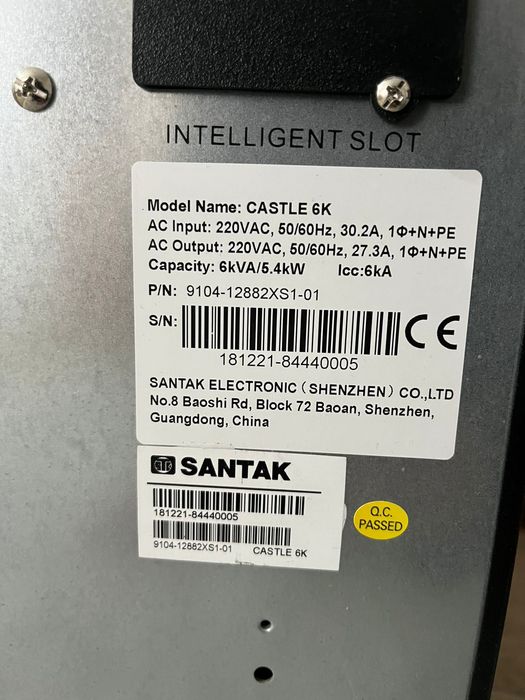 INTELLIGENT SLOT
Model Name: CASTLE 6K
AC Input: 220VAC, 50/60Hz, 30.2A, 1Φ+N+PE
AC Output: 220VAC, 50/60Hz, 27.3A, 1Φ+N+PE
Capacity: 6kVA/5.4kW Icc:6kA
P/N: 9104-12882XS1-01
S/N: CE
181221-84440005
SANTAK ELECTRONIC (SHENZHEN) CO.,LTD
No.8 Baoshi Rd, Block 72 Baoan, Shenzhen,
Guangdong, China
SANTAK
181221-84440005
9104-12882XS1-01 CASTLE 6K
Q.C.
PASSED